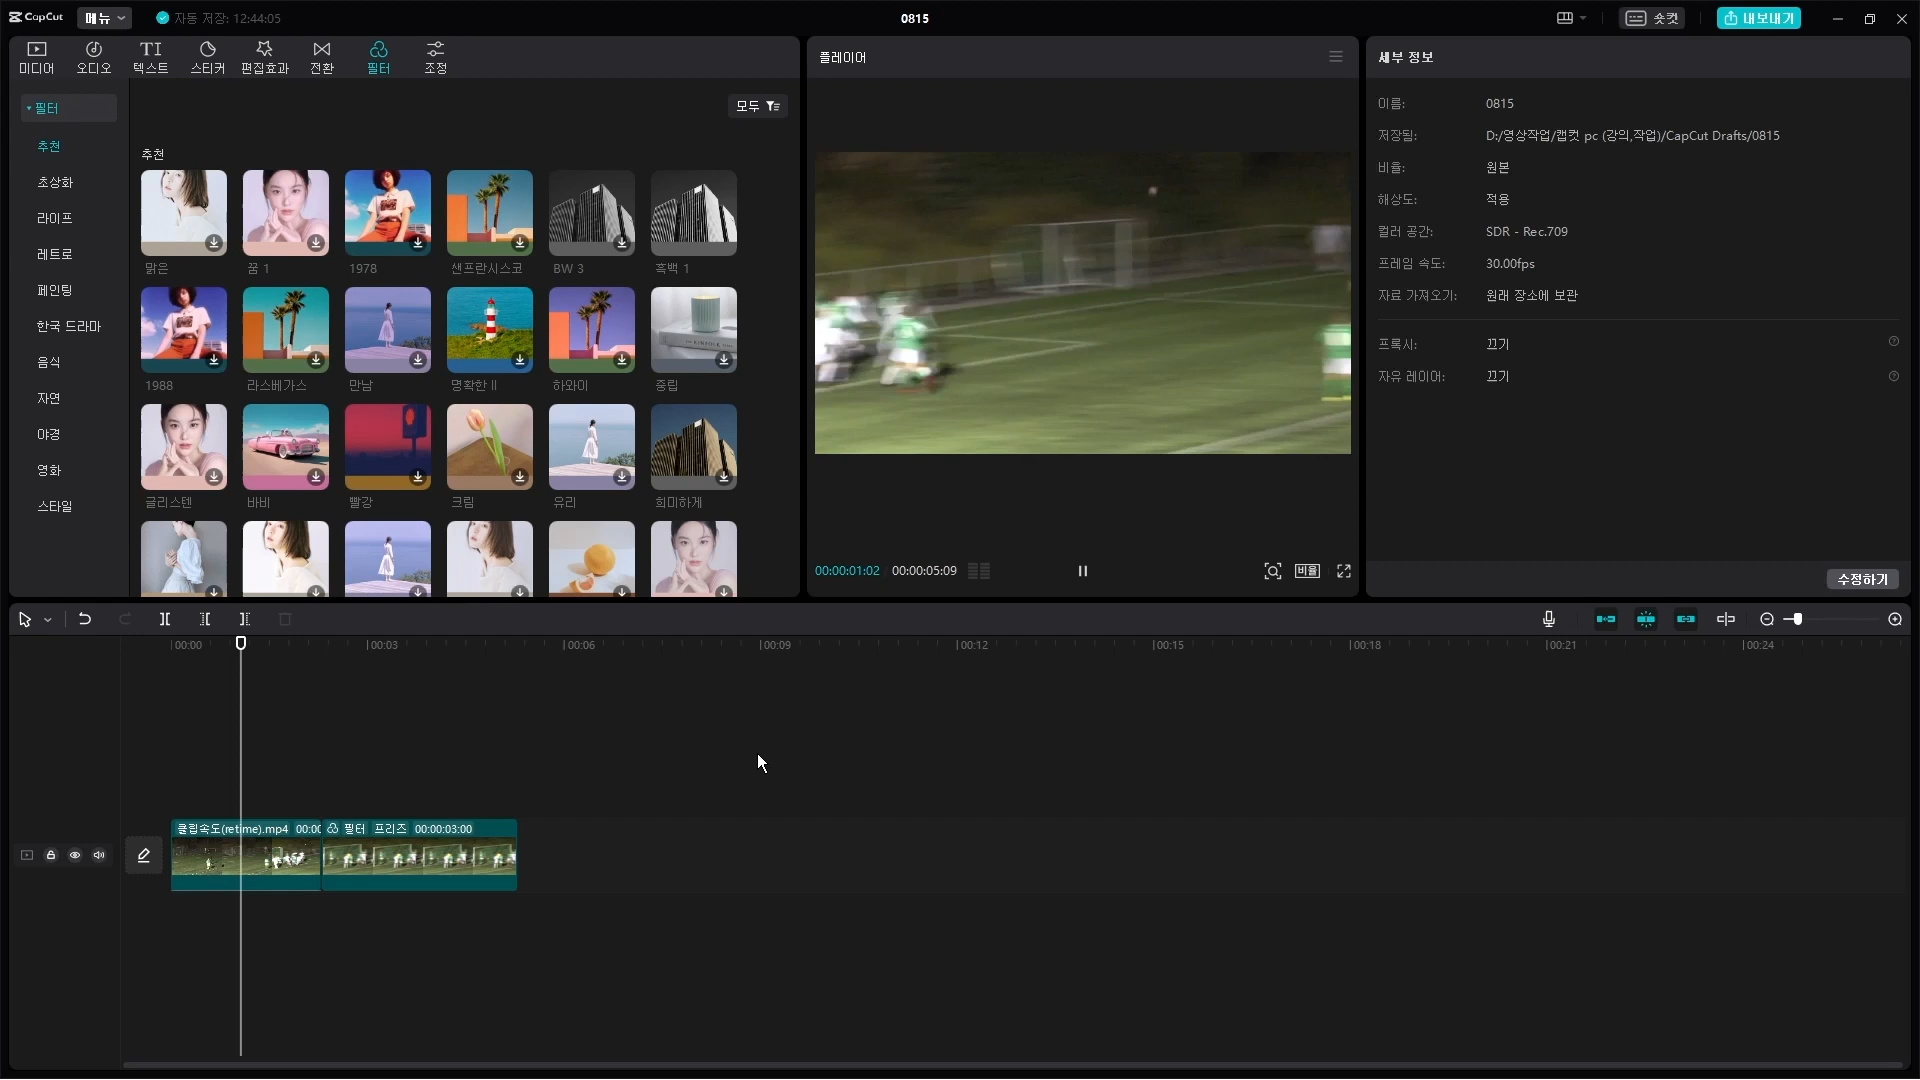 CapCut 메뉴 자동 저장: 12:44:05 0815 숏컷 내보내기
미디어 오디오 텍스트 스티커 편집효과 전환 필터 조정
필터
모두
추천
초상화
라이프
레트로
페인팅
한국 드라마
음식
자연
야경
영화
스타일
추천
맑은 꿈 1 1978 샌프란시스코 BW 3 흑백 1
1988 라스베가스 만남 명확한 II 하와이 중립
글리스텐 바비 빨강 크림 유리 희미하게
플레이어
00:00:01:02 00:00:05:09 비율
세부 정보
이름: 0815
저장됨: D:/영상작업/캡컷 pc (강의,작업)/CapCut Drafts/0815
비율: 원본
해상도: 적용
컬러 공간: SDR - Rec.709
프레임 속도: 30.00fps
자료 가져오기: 원래 장소에 보관
프록시: 끄기
자유 레이어: 끄기
수정하기
00:00 00:03 00:06 00:09 00:12 00:15 00:18 00:21 00:24
클립속도(retime).mp4 00:00 필터 프리즈 00:00:03:00